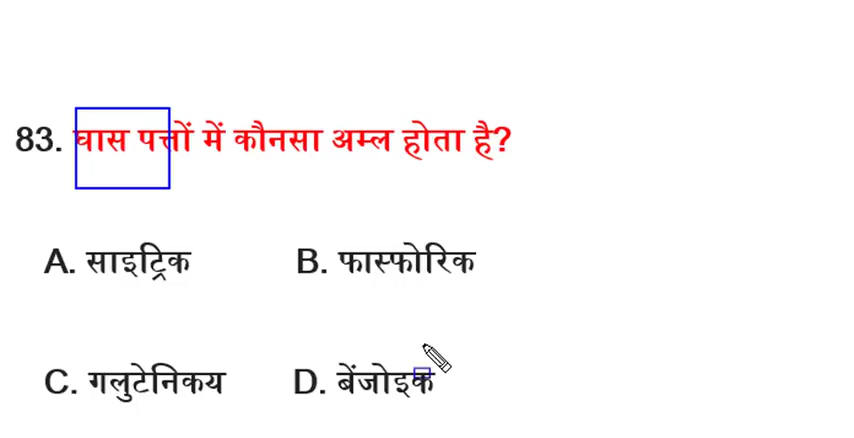 83. घास पत्तों में कौनसा अम्ल होता है?
A. साइट्रिक B. फास्फोरिक
C. गलुटेनिकय D. बेंजोइक